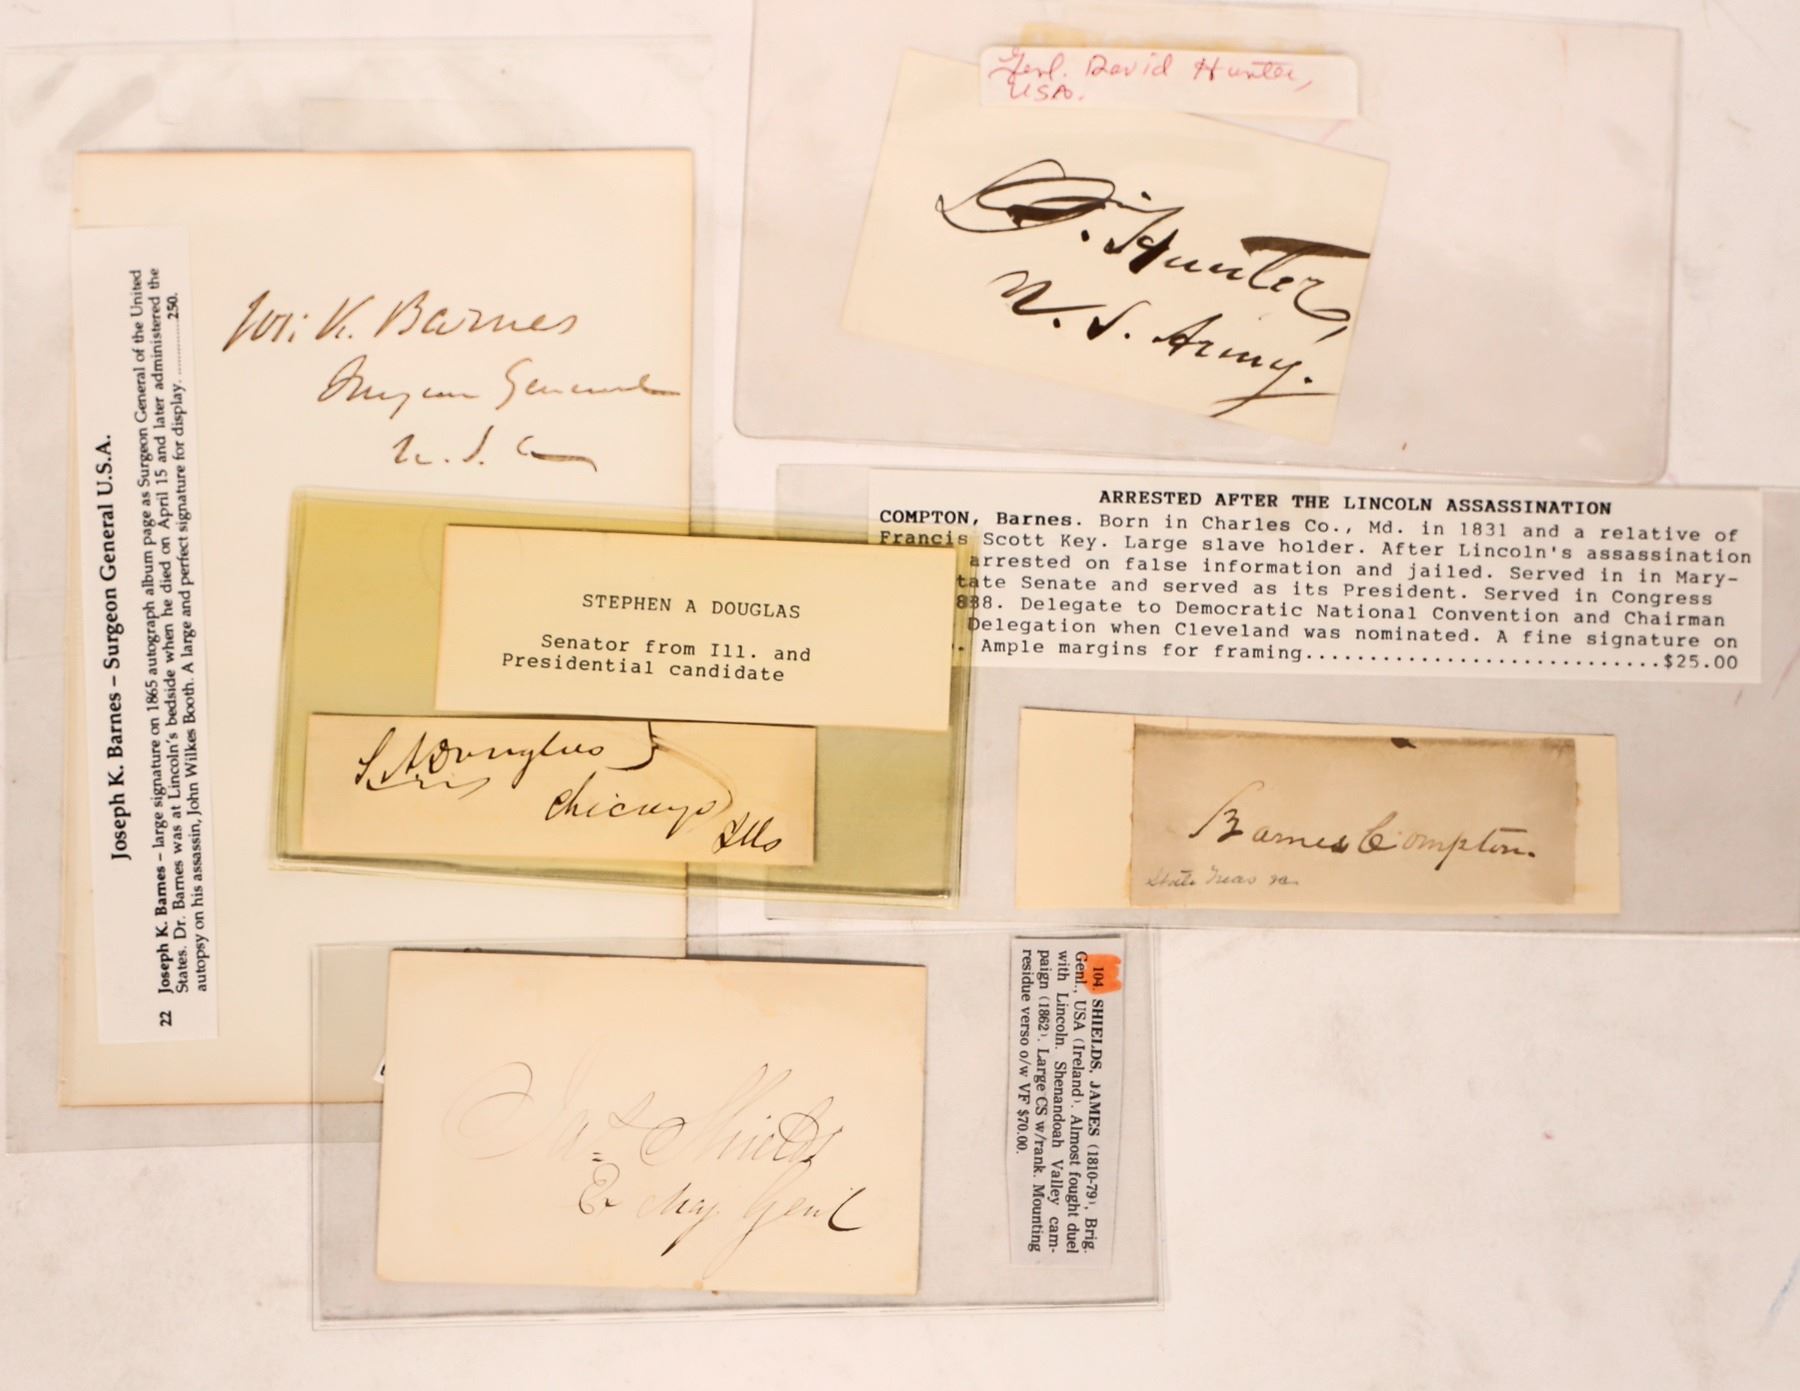 Genl. David Hunter,
USA.
D. Hunter,
U. S. Army.
Joseph K. Barnes – Surgeon General U.S.A.
Joseph K. Barnes – large signature on 1865 autograph album page as Surgeon General of the United
States. Dr. Barnes was at Lincoln's bedside when he died on April 15 and later administered the
autopsy on his assassin, John Wilkes Booth. A large and perfect signature for display. ............250.
22
Jos: K. Barnes
Surgeon General
U. S. A
ARRESTED AFTER THE LINCOLN ASSASSINATION
COMPTON, Barnes. Born in Charles Co., Md. in 1831 and a relative of
Francis Scott Key. Large slave holder. After Lincoln's assassination
arrested on false information and jailed. Served in in Mary-
tate Senate and served as its President. Served in Congress
888. Delegate to Democratic National Convention and Chairman
Delegation when Cleveland was nominated. A fine signature on
. Ample margins for framing............................$25.00
STEPHEN A DOUGLAS
Senator from Ill. and
Presidential candidate
S. A. Douglas
Chicago
Ills
Barnes Compton.
State Treas
104. SHIELDS, JAMES (1810-79), Brig.
Genl., USA (Ireland). Almost fought duel
with Lincoln. Shenandoah Valley cam-
paign (1862). Large CS w/rank. Mounting
residue verso o/w VF $70.00.
Jas Shields
Ex Maj. Genl